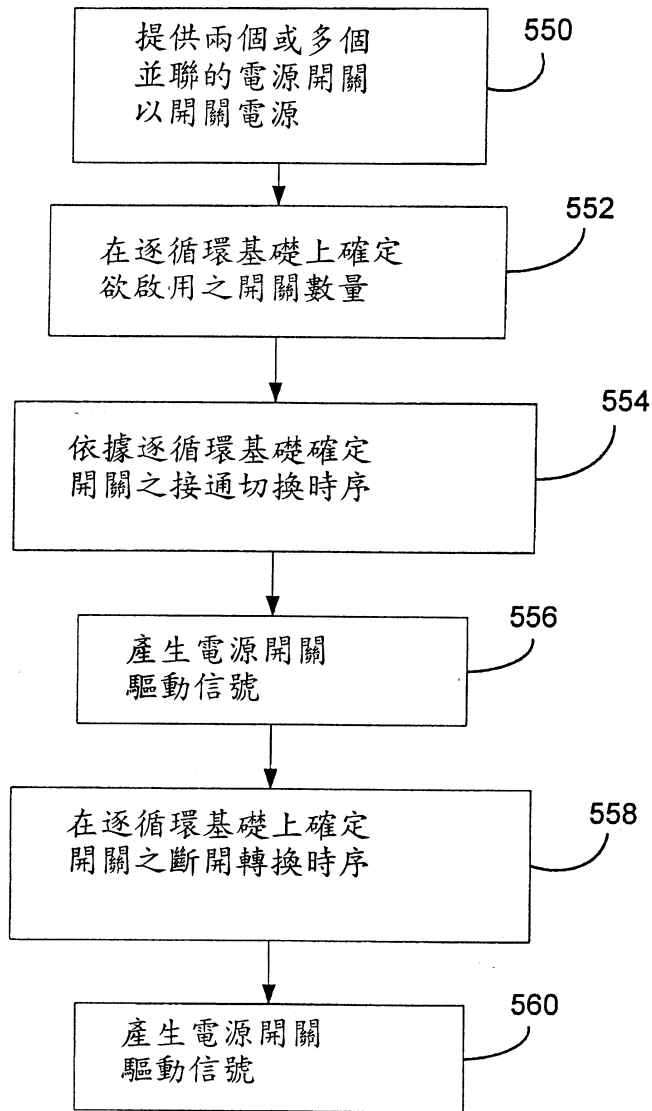 提供兩個或多個
並聯的電源開關
以開關電源
550
在逐循環基礎上確定
欲啟用之開關數量
552
依據逐循環基礎確定
開關之接通切換時序
554
產生電源開關
驅動信號
556
在逐循環基礎上確定
開關之斷開轉換時序
558
產生電源開關
驅動信號
560